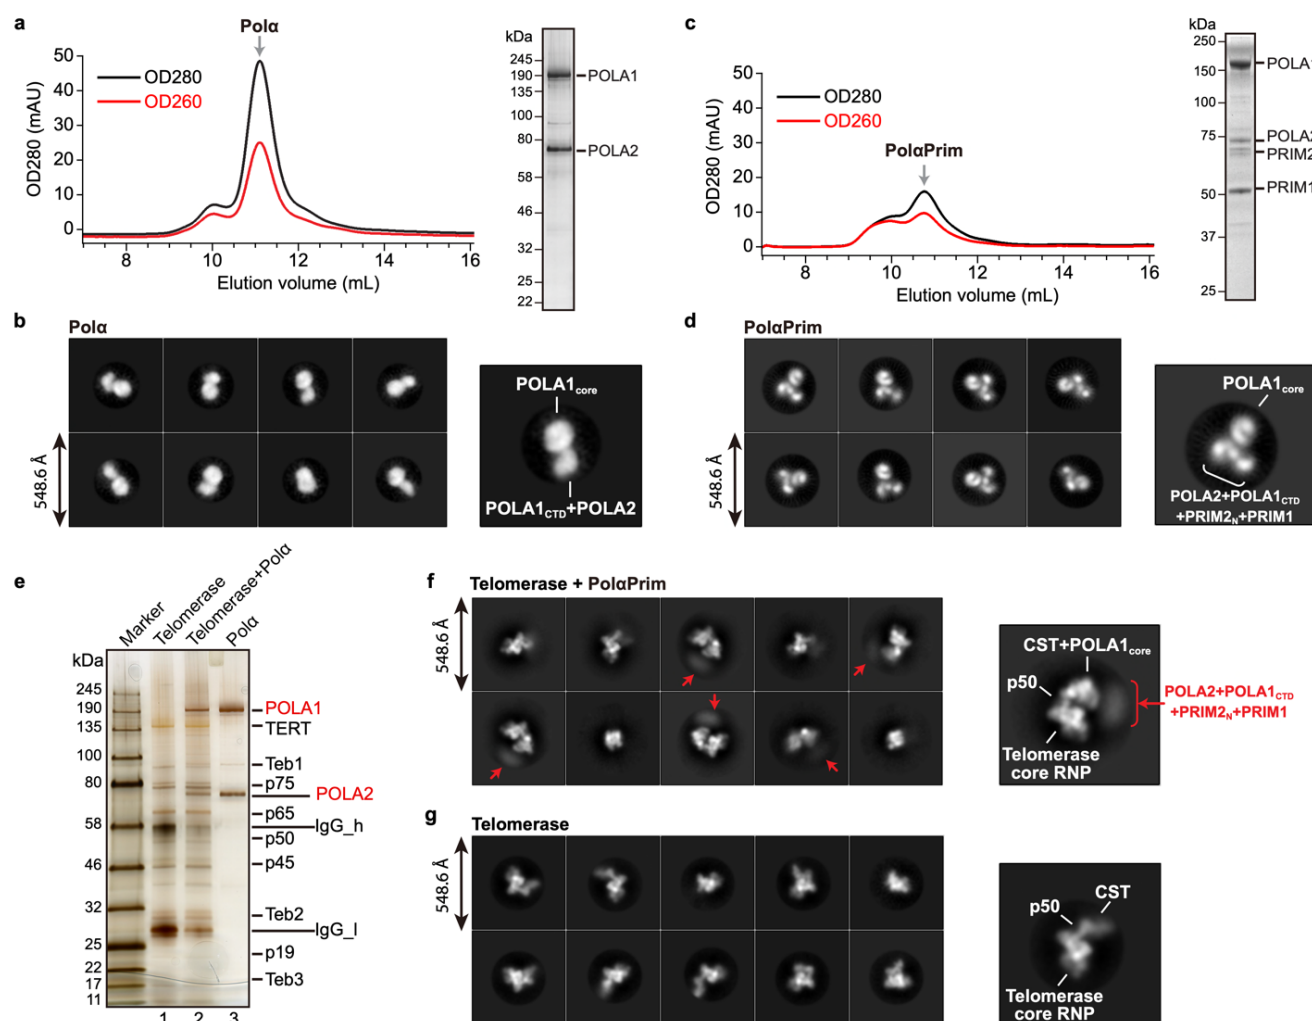 a
Polα
50
40
30
20
10
0
OD280 (mAU)
OD280
OD260
8
10
12
14
16
Elution volume (mL)
kDa
245
190
135
100
80
58
46
32
25
22
POLA1
POLA2
c
50
40
30
20
10
0
OD280 (mAU)
OD280
OD260
PolαPrim
8
10
12
14
16
Elution volume (mL)
kDa
250
150
100
75
50
37
25
POLA1
POLA2
PRIM2
PRIM1
b
Polα
548.6 Å
POLA1core
POLA1CTD+POLA2
d
PolαPrim
548.6 Å
POLA1core
POLA2+POLA1CTD
+PRIM2N+PRIM1
e
Marker
Telomerase
Telomerase+Polα
Polα
kDa
245
190
135
100
80
58
46
32
25
22
17
11
POLA1
TERT
Teb1
p75
POLA2
p65
IgG_h
p50
p45
Teb2
IgG_l
p19
Teb3
1
2
3
f
Telomerase + PolαPrim
548.6 Å
CST+POLA1core
p50
Telomerase
core RNP
POLA2+POLA1CTD
+PRIM2N+PRIM1
g
Telomerase
548.6 Å
p50
CST
Telomerase
core RNP